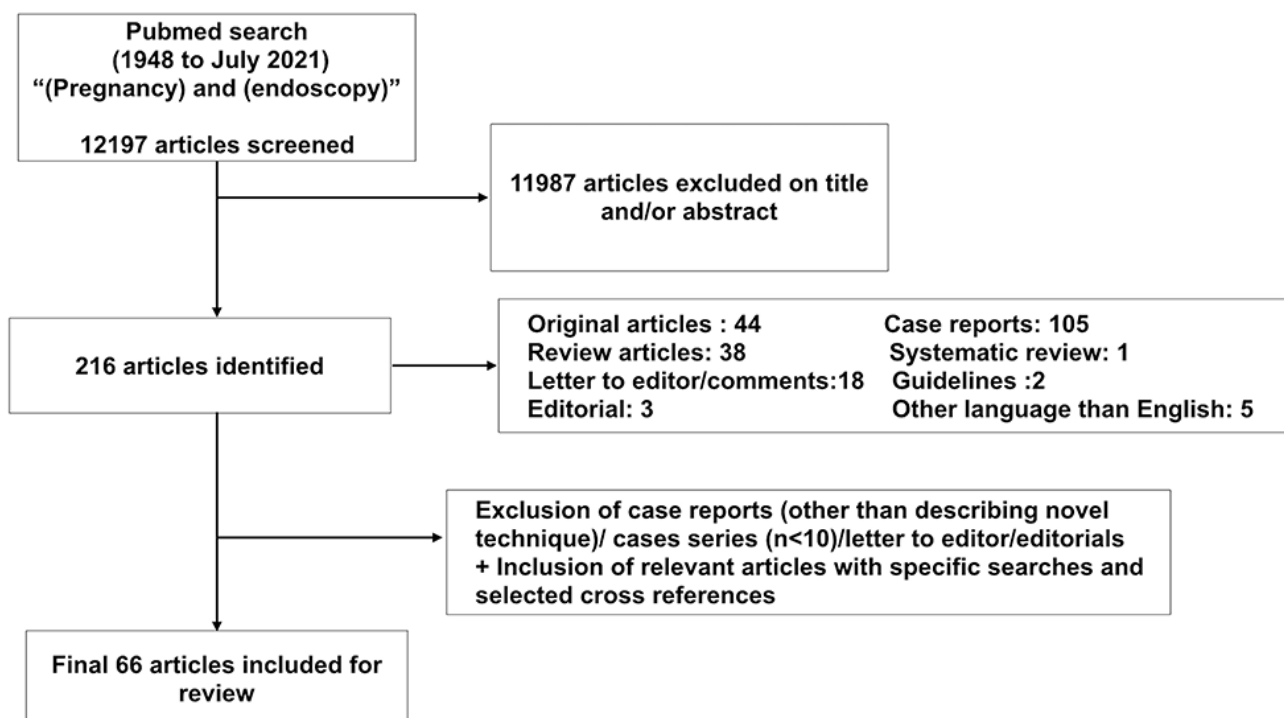 Pubmed search
(1948 to July 2021)
“(Pregnancy) and (endoscopy)”
12197 articles screened
11987 articles excluded on title
and/or abstract
216 articles identified
Original articles : 44 Case reports: 105
Review articles: 38 Systematic review: 1
Letter to editor/comments:18 Guidelines :2
Editorial: 3 Other language than English: 5
Exclusion of case reports (other than describing novel
technique)/ cases series (n<10)/letter to editor/editorials
+ Inclusion of relevant articles with specific searches and
selected cross references
Final 66 articles included for
review